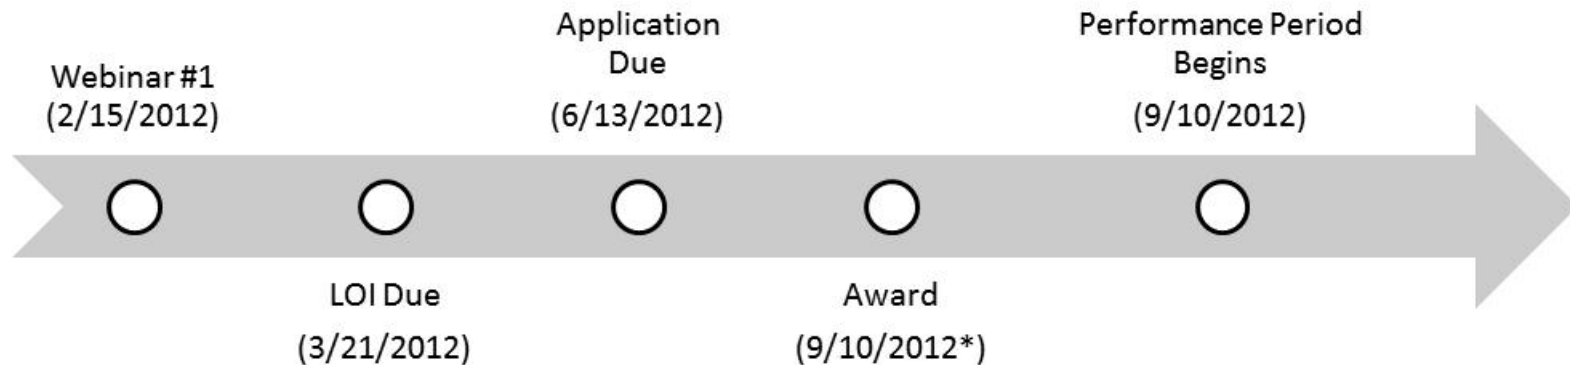 Webinar #1
(2/15/2012)
LOI Due
(3/21/2012)
Application
Due
(6/13/2012)
Award
(9/10/2012*)
Performance Period
Begins
(9/10/2012)